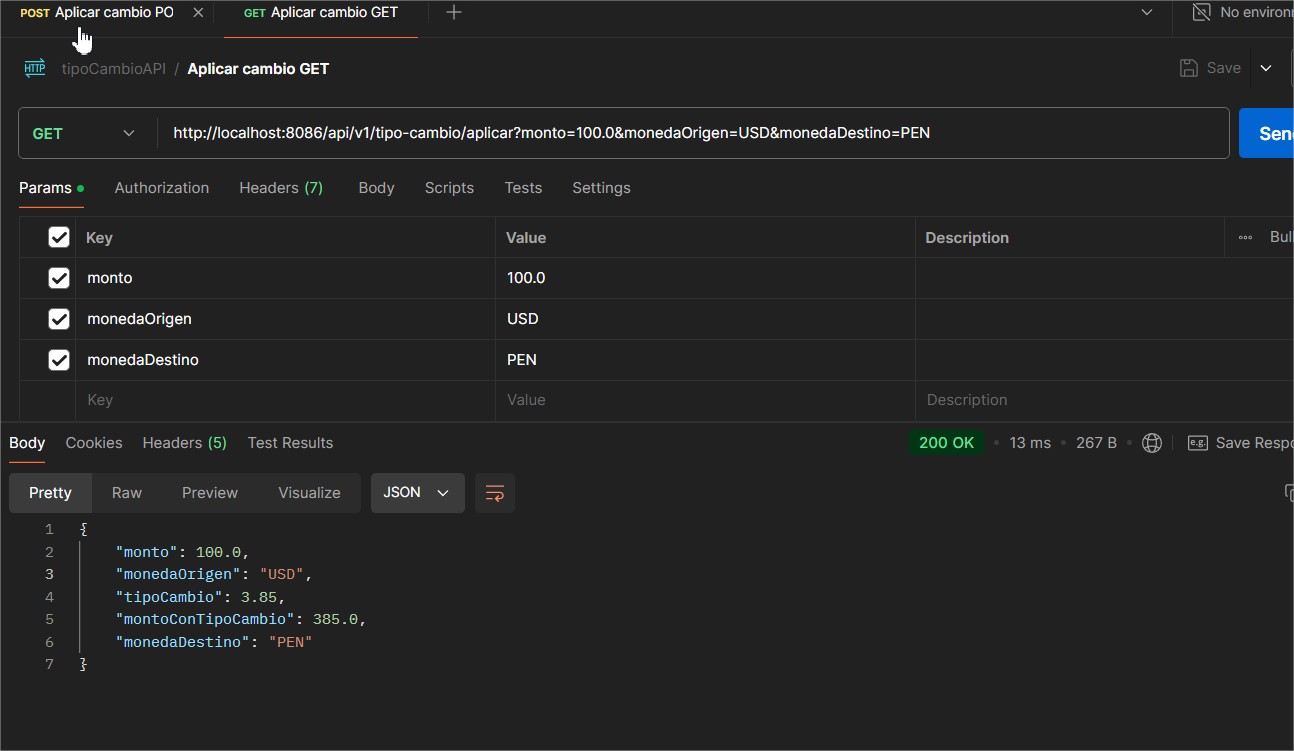 POST Aplicar cambio PO GET Aplicar cambio GET No environ
HTTP tipoCambioAPI / Aplicar cambio GET Save
GET http://localhost:8086/api/v1/tipo-cambio/aplicar?monto=100.0&monedaOrigen=USD&monedaDestino=PEN Sen
Params Authorization Headers (7) Body Scripts Tests Settings
Key Value Description Bul
monto 100.0
monedaOrigen USD
monedaDestino PEN
Key Value Description
Body Cookies Headers (5) Test Results 200 OK 13 ms 267 B e.g. Save Respo
Pretty Raw Preview Visualize JSON
1 {
2 "monto": 100.0,
3 "monedaOrigen": "USD",
4 "tipoCambio": 3.85,
5 "montoConTipoCambio": 385.0,
6 "monedaDestino": "PEN"
7 }